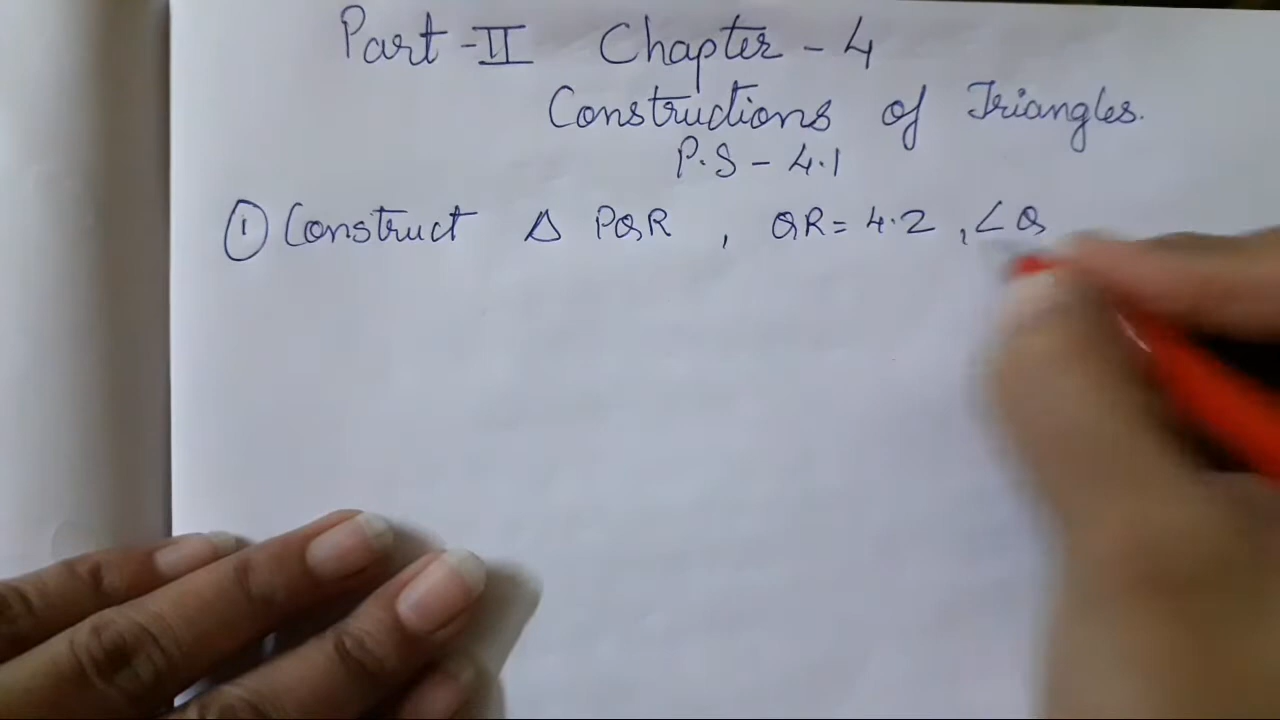 Part - II Chapter - 4
Constructions of Triangles.
P.S - 4.1
① Construct △ PQR , QR = 4.2 , ∠Q